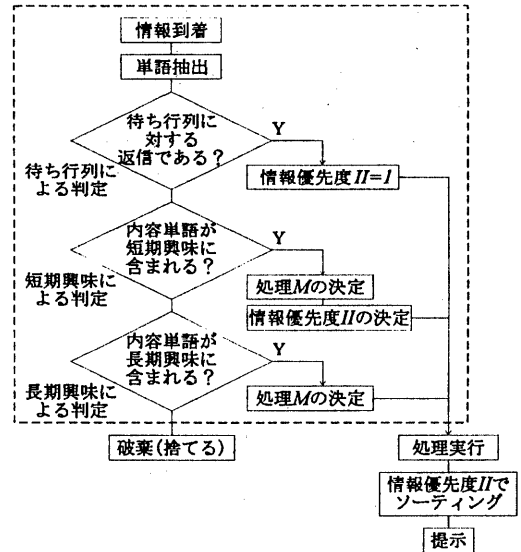 情報到着
単語抽出
待ち行列に
対する
返信である？
Y
待ち行列に
よる判定
情報優先度II=1
内容単語が
短期興味に
含まれる？
Y
短期興味に
よる判定
処理Mの決定
情報優先度IIの決定
内容単語が
長期興味に
含まれる？
Y
長期興味に
よる判定
処理Mの決定
破棄(捨てる)
処理実行
情報優先度IIで
ソーティング
提示